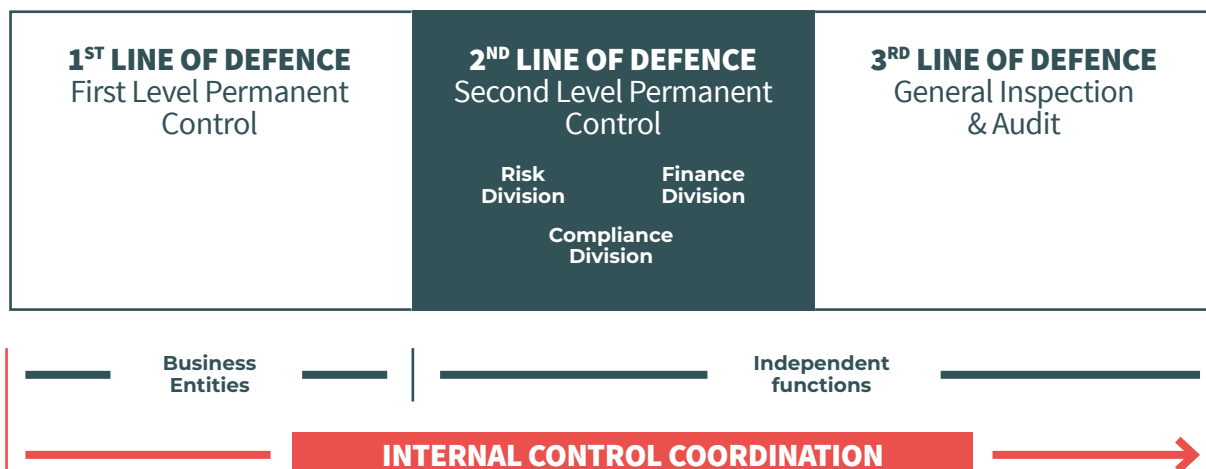 1ST LINE OF DEFENCE
First Level Permanent
Control
2ND LINE OF DEFENCE
Second Level Permanent
Control
Risk
Division
Finance
Division
Compliance
Division
3RD LINE OF DEFENCE
General Inspection
& Audit
Business
Entities
Independent
functions
INTERNAL CONTROL COORDINATION